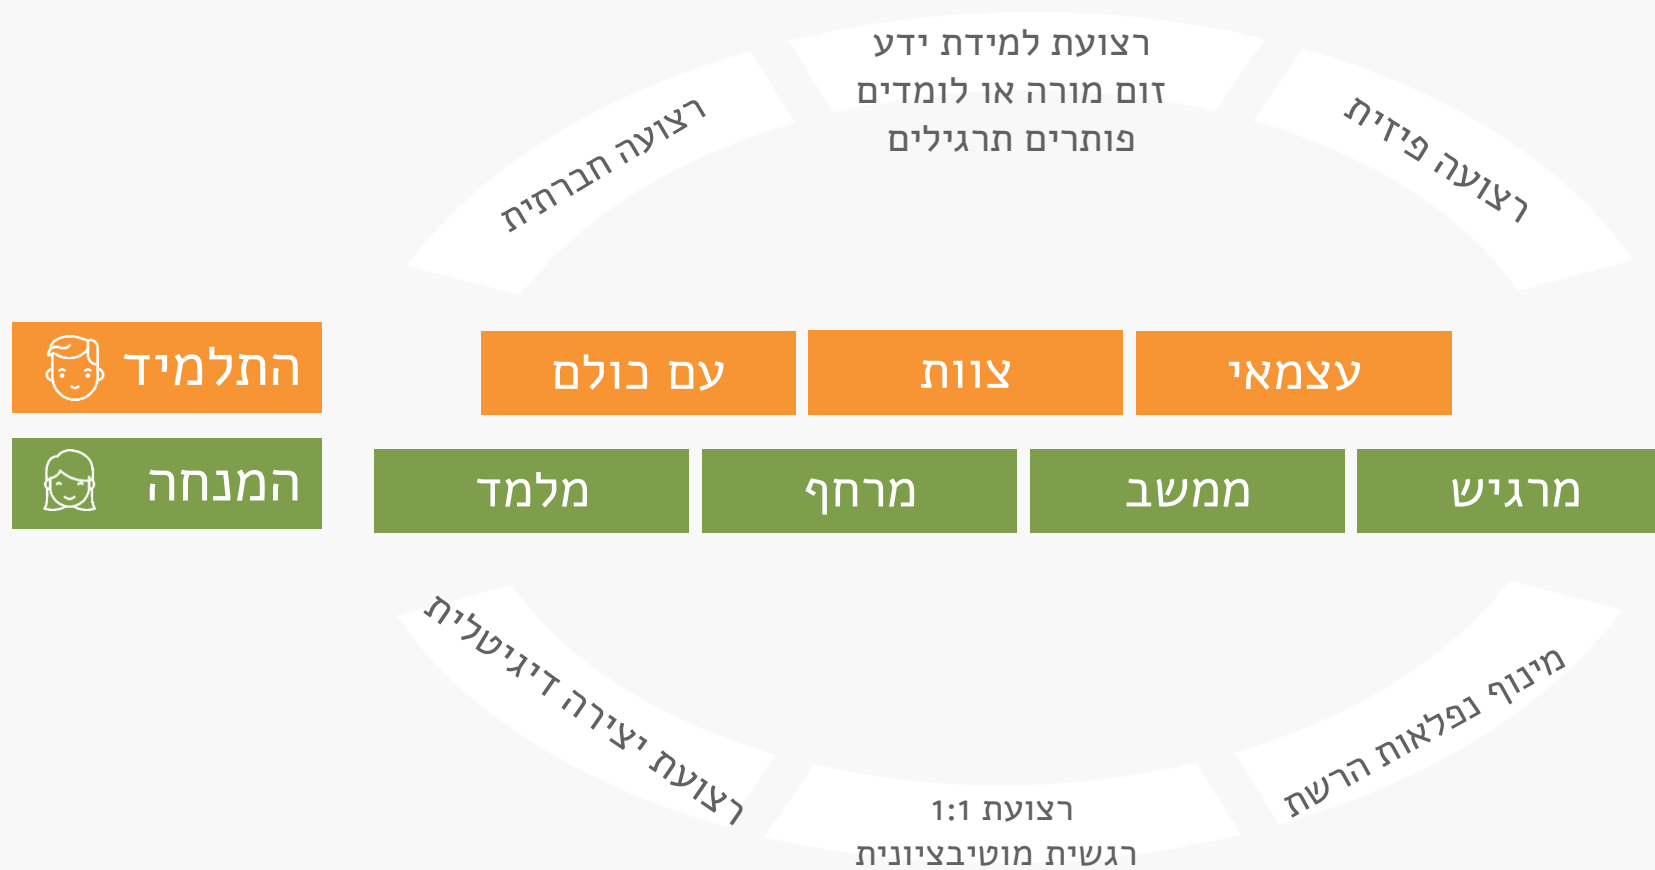 רצועת למידת ידע
זום מורה או לומדים
פותרים תרגילים
רצועה פיזית
רצועה חברתית
עצמאי
צוות
עם כולם
התלמיד
מרגיש
ממשב
מרחף
מלמד
המנחה
מינוף נפלאות הרשת
רצועת 1:1
רגשית מוטיבציונית
רצועת יצירה דיגיטלית